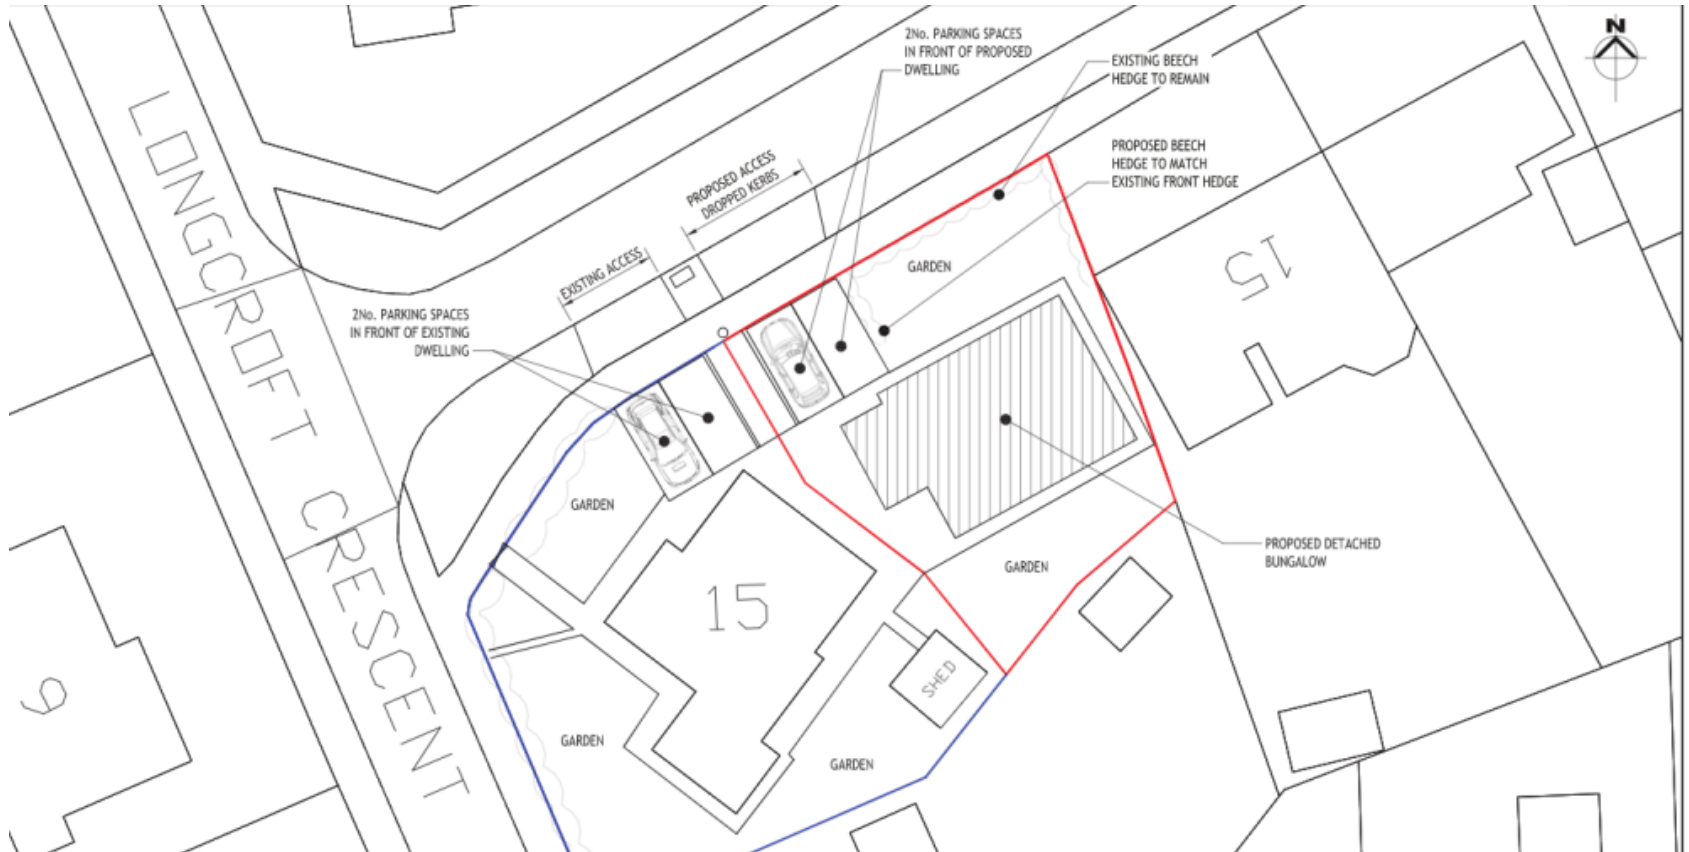 N
2No. PARKING SPACES
IN FRONT OF PROPOSED
DWELLING
EXISTING BEECH
HEDGE TO REMAIN
PROPOSED BEECH
HEDGE TO MATCH
EXISTING FRONT HEDGE
PROPOSED ACCESS
DROPPED KERBS
EXISTING ACCESS
GARDEN
15
2No. PARKING SPACES
IN FRONT OF EXISTING
DWELLING
LONGCROFT CRESCENT
GARDEN
PROPOSED DETACHED
BUNGALOW
GARDEN
15
SHED
9
GARDEN
GARDEN